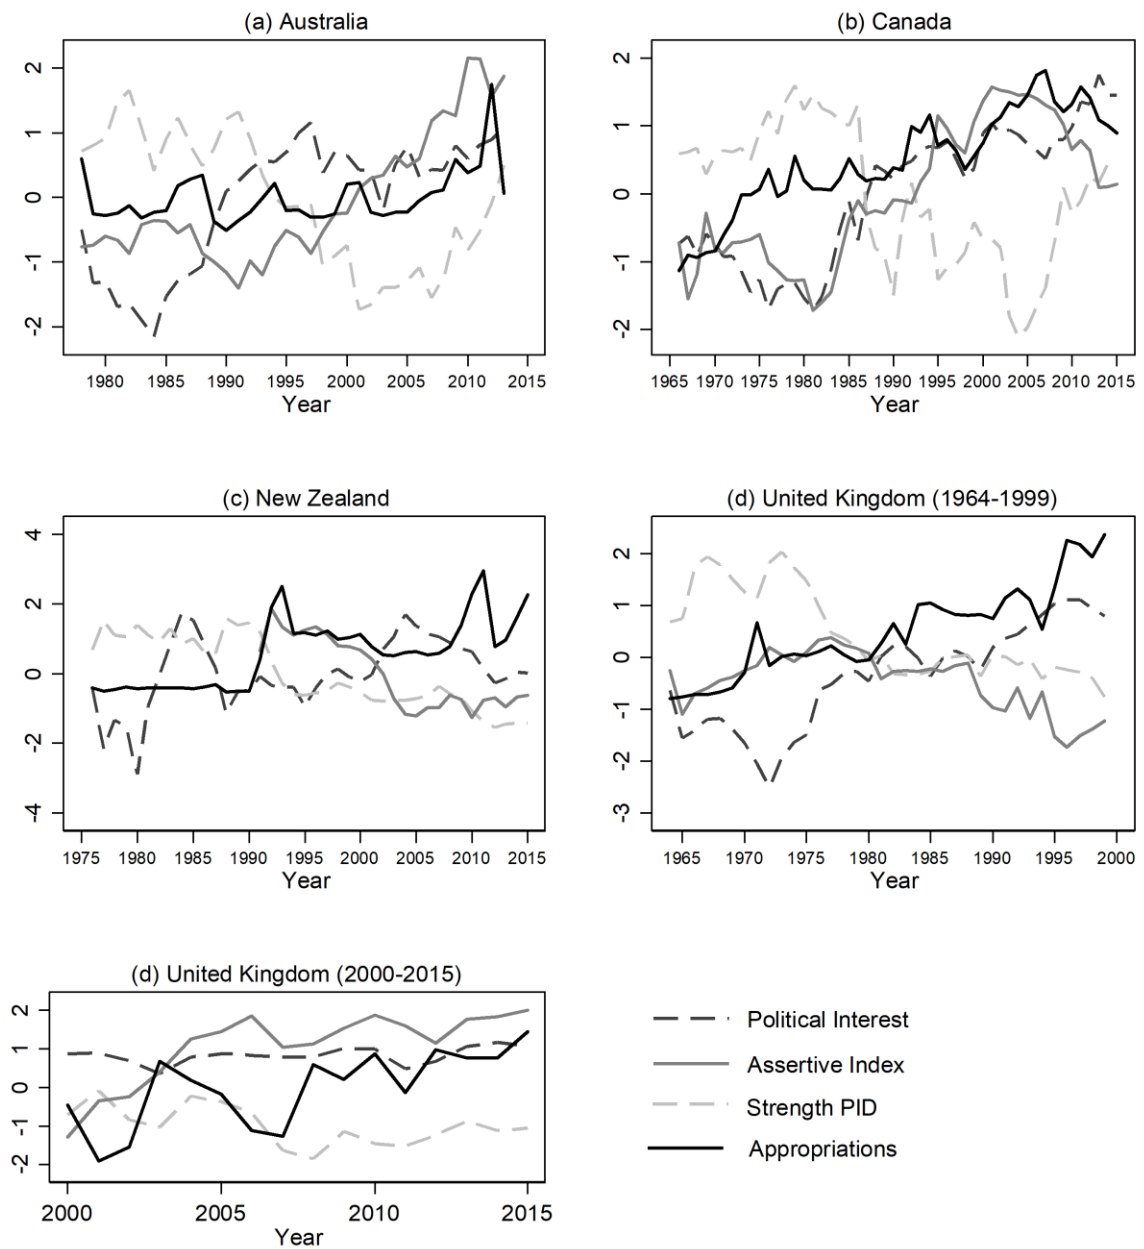 (a) Australia
2
1
0
-1
-2
1980 1985 1990 1995 2000 2005 2010 2015
Year
(b) Canada
2
1
0
-1
-2
1965 1970 1975 1980 1985 1990 1995 2000 2005 2010 2015
Year
(c) New Zealand
4
2
0
-2
-4
1975 1980 1985 1990 1995 2000 2005 2010 2015
Year
(d) United Kingdom (1964-1999)
2
1
0
-1
-2
-3
1965 1970 1975 1980 1985 1990 1995 2000
Year
(d) United Kingdom (2000-2015)
2
1
0
-1
-2
2000 2005 2010 2015
Year
Political Interest
Assertive Index
Strength PID
Appropriations